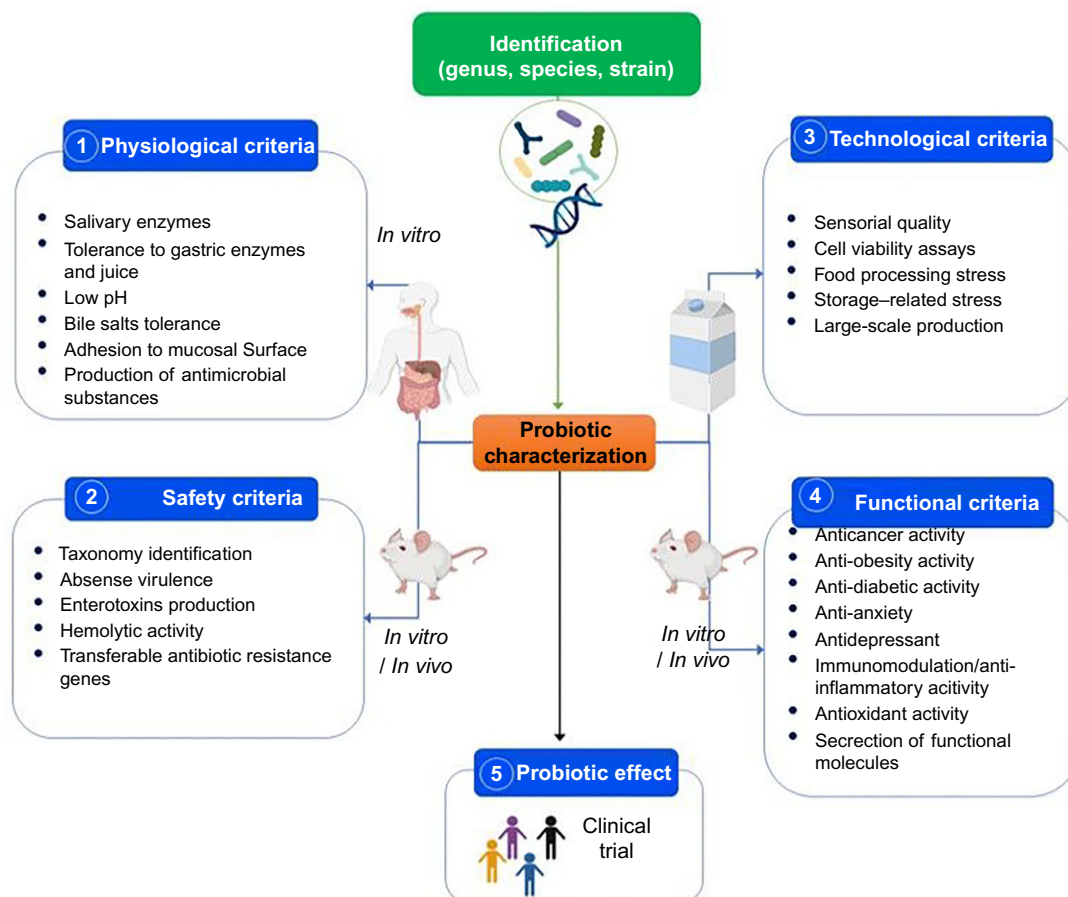 Identification
(genus, species, strain)
1 Physiological criteria
• Salivary enzymes
• Tolerance to gastric enzymes
and juice
• Low pH
• Bile salts tolerance
• Adhesion to mucosal Surface
• Production of antimicrobial
substances
In vitro
3 Technological criteria
• Sensorial quality
• Cell viability assays
• Food processing stress
• Storage–related stress
• Large-scale production
Probiotic
characterization
2 Safety criteria
• Taxonomy identification
• Absense virulence
• Enterotoxins production
• Hemolytic activity
• Transferable antibiotic resistance
genes
In vitro
/ In vivo
In vitro
/ In vivo
4 Functional criteria
• Anticancer activity
• Anti-obesity activity
• Anti-diabetic activity
• Anti-anxiety
• Antidepressant
• Immunomodulation/anti-
inflammatory acitivity
• Antioxidant activity
• Secrection of functional
molecules
5 Probiotic effect
Clinical
trial